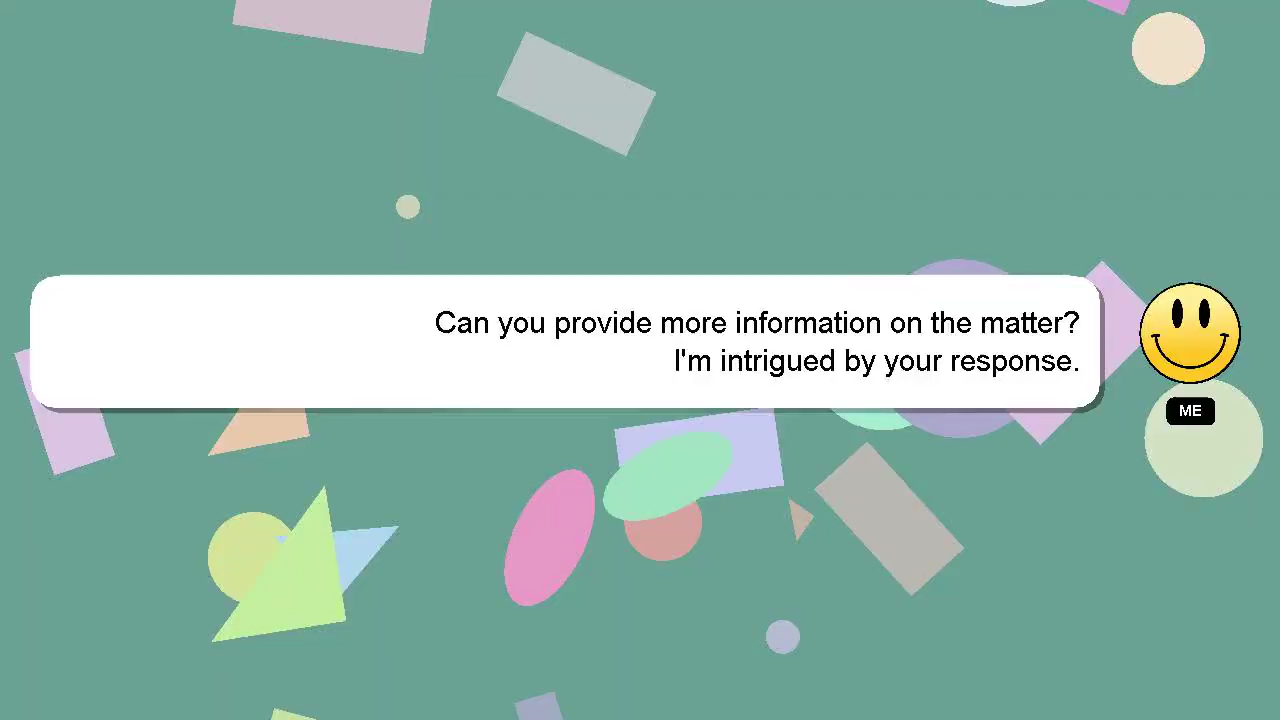 Can you provide more information on the matter?
I'm intrigued by your response.
ME